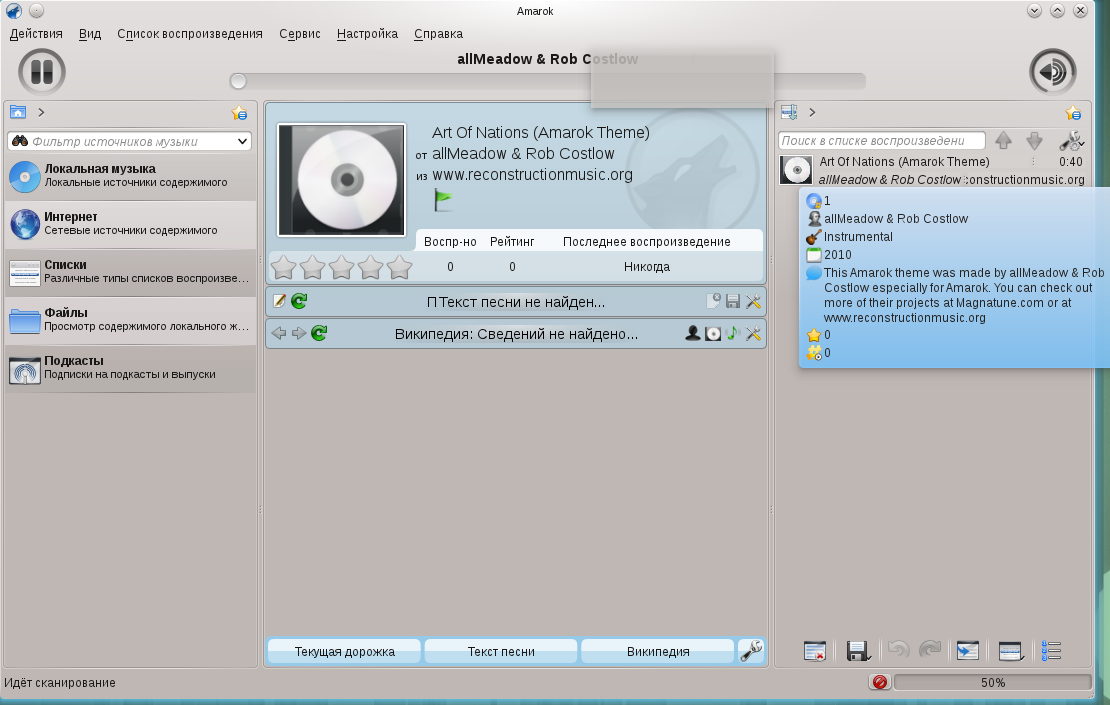 Amarok
Действия Вид Список воспроизведения Сервис Настройка Справка
allMeadow & Rob Costlow
Фильтр источников музыки
Локальная музыка
Локальные источники содержимого
Интернет
Сетевые источники содержимого
Списки
Различные типы списков воспроизве...
Файлы
Просмотр содержимого локального ж...
Подкасты
Подписки на подкасты и выпуски
Art Of Nations (Amarok Theme)
от allMeadow & Rob Costlow
из www.reconstructionmusic.org
Воспр-но Рейтинг Последнее воспроизведение
0 0 Никогда
П Текст песни не найден...
Википедия: Сведений не найдено...
Текущая дорожка Текст песни Википедия
Поиск в списке воспроизведени
Art Of Nations (Amarok Theme) 0:40
allMeadow & Rob Costlow :onstructionmusic.org
1
allMeadow & Rob Costlow
Instrumental
2010
This Amarok theme was made by allMeadow & Rob
Costlow especially for Amarok. You can check out
more of their projects at Magnatune.com or at
www.reconstructionmusic.org
0
0
Идёт сканирование
50%